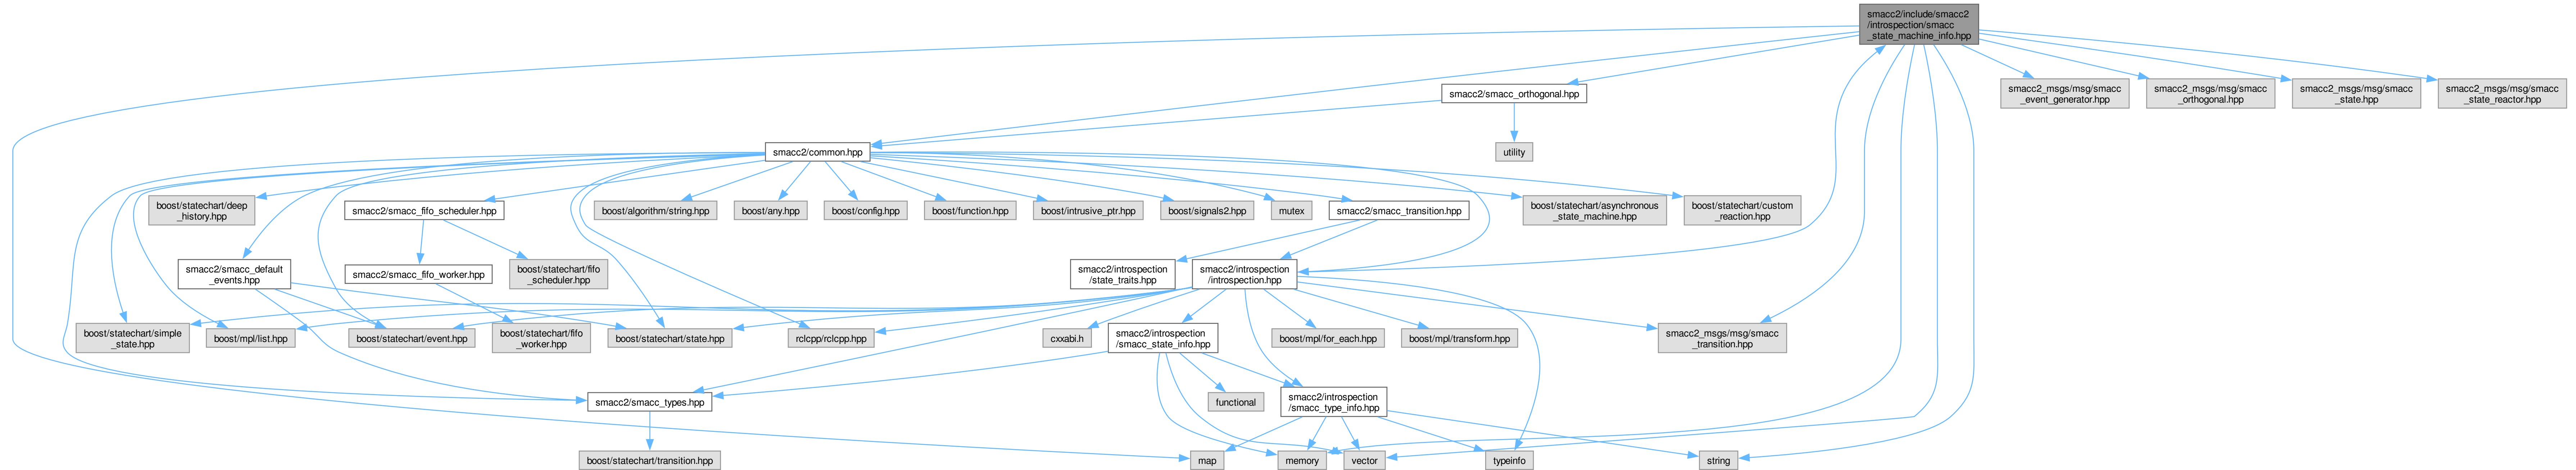 smacc2/include/smacc2
/introspection/smacc
_state_machine_info.hpp
smacc2_msgs/msg/smacc
_event_generator.hpp
smacc2_msgs/msg/smacc
_orthogonal.hpp
smacc2_msgs/msg/smacc
_state.hpp
smacc2_msgs/msg/smacc
_state_reactor.hpp
smacc2/smacc_orthogonal.hpp
smacc2/common.hpp
utility
boost/statechart/deep
_history.hpp
smacc2/smacc_fifo_scheduler.hpp
boost/algorithm/string.hpp
boost/any.hpp
boost/config.hpp
boost/function.hpp
boost/intrusive_ptr.hpp
boost/signals2.hpp
mutex
smacc2/smacc_transition.hpp
boost/statechart/asynchronous
_state_machine.hpp
boost/statechart/custom
_reaction.hpp
smacc2/smacc_default
_events.hpp
smacc2/smacc_fifo_worker.hpp
boost/statechart/fifo
_scheduler.hpp
smacc2/introspection
/state_traits.hpp
smacc2/introspection
/introspection.hpp
boost/statechart/simple
_state.hpp
boost/mpl/list.hpp
boost/statechart/event.hpp
boost/statechart/fifo
_worker.hpp
boost/statechart/state.hpp
rclcpp/rclcpp.hpp
cxxabi.h
smacc2/introspection
/smacc_state_info.hpp
boost/mpl/for_each.hpp
boost/mpl/transform.hpp
smacc2_msgs/msg/smacc
_transition.hpp
smacc2/smacc_types.hpp
functional
smacc2/introspection
/smacc_type_info.hpp
boost/statechart/transition.hpp
map
memory
vector
typeinfo
string